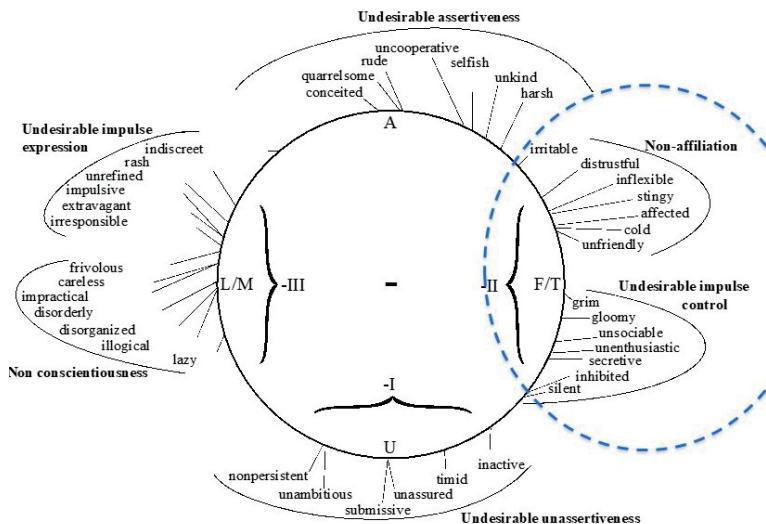 Undesirable assertiveness
uncooperative
rude
selfish
quarrelsome
unkind
conceited
harsh
A
Undesirable impulse
expression
indiscreet
rash
unrefined
impulsive
extravagant
irresponsible
irritable
Non-affiliation
distrustful
inflexible
stingy
affected
cold
unfriendly
L/M
-III
-
-II
F/T
frivolous
careless
impractical
disorderly
disorganized
illogical
lazy
Non conscientiousness
Undesirable impulse
control
grim
gloomy
unsociable
unenthusiastic
secretive
inhibited
silent
-I
U
nonpersistent
unambitious
submissive
unassured
timid
inactive
Undesirable unassertiveness